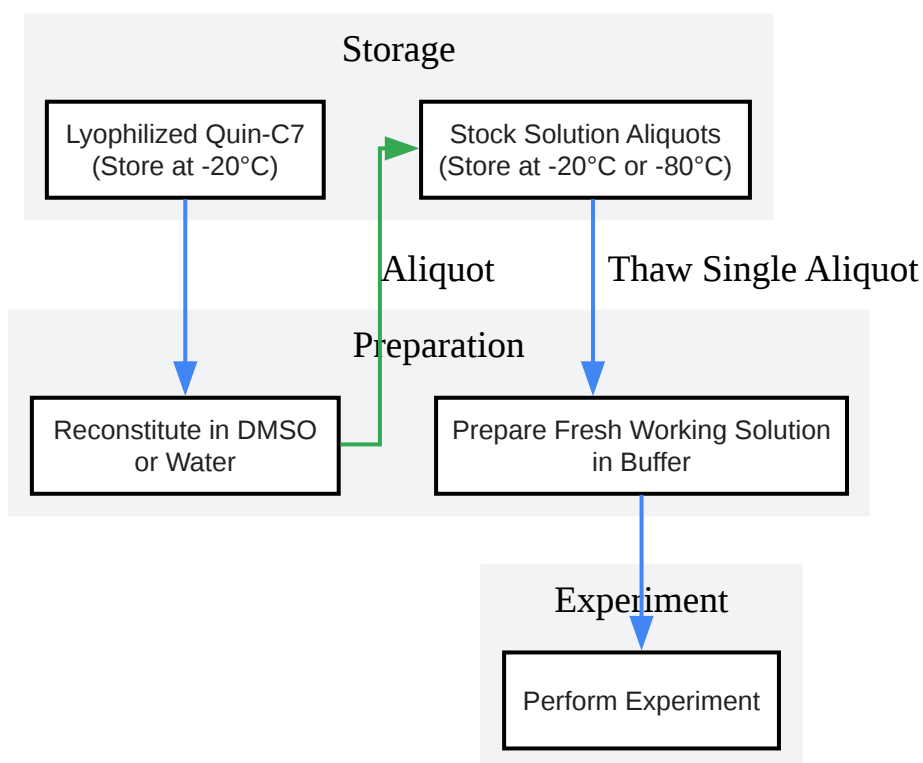 Storage
Lyophilized Quin-C7
(Store at -20°C)
Stock Solution Aliquots
(Store at -20°C or -80°C)
Aliquot
Thaw Single Aliquot
Preparation
Reconstitute in DMSO
or Water
Prepare Fresh Working Solution
in Buffer
Experiment
Perform Experiment